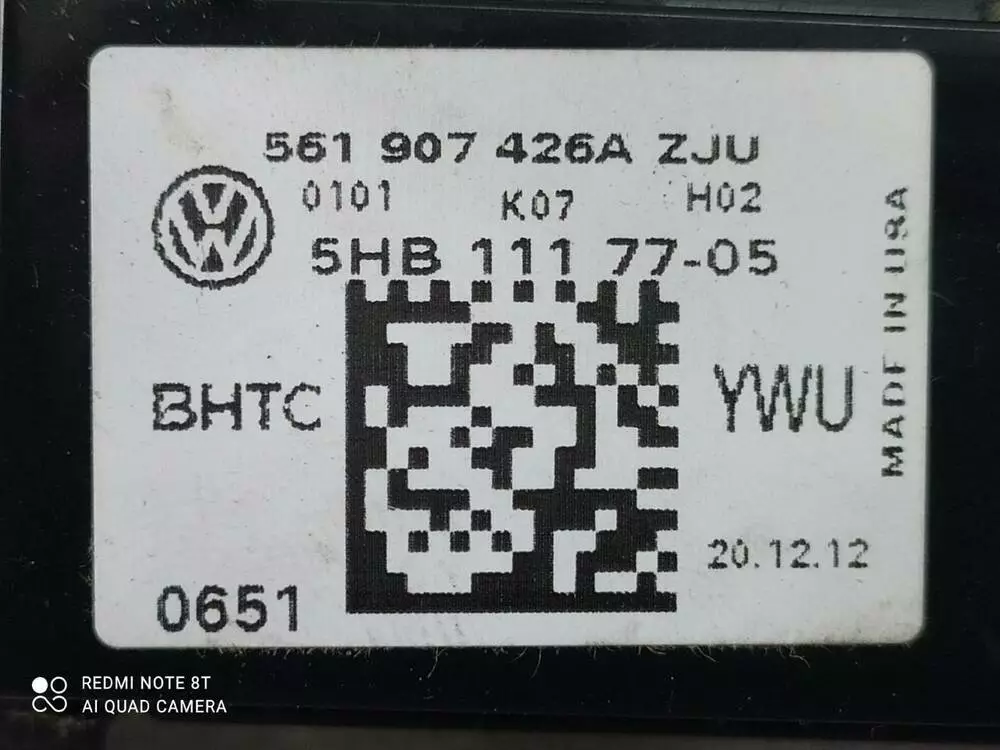 561 907 426A ZJU
0101 K07 H02
5HB 111 77-05
BHTC
YWU
MADE IN USA
20.12.12
0651
REDMI NOTE 8T
AI QUAD CAMERA